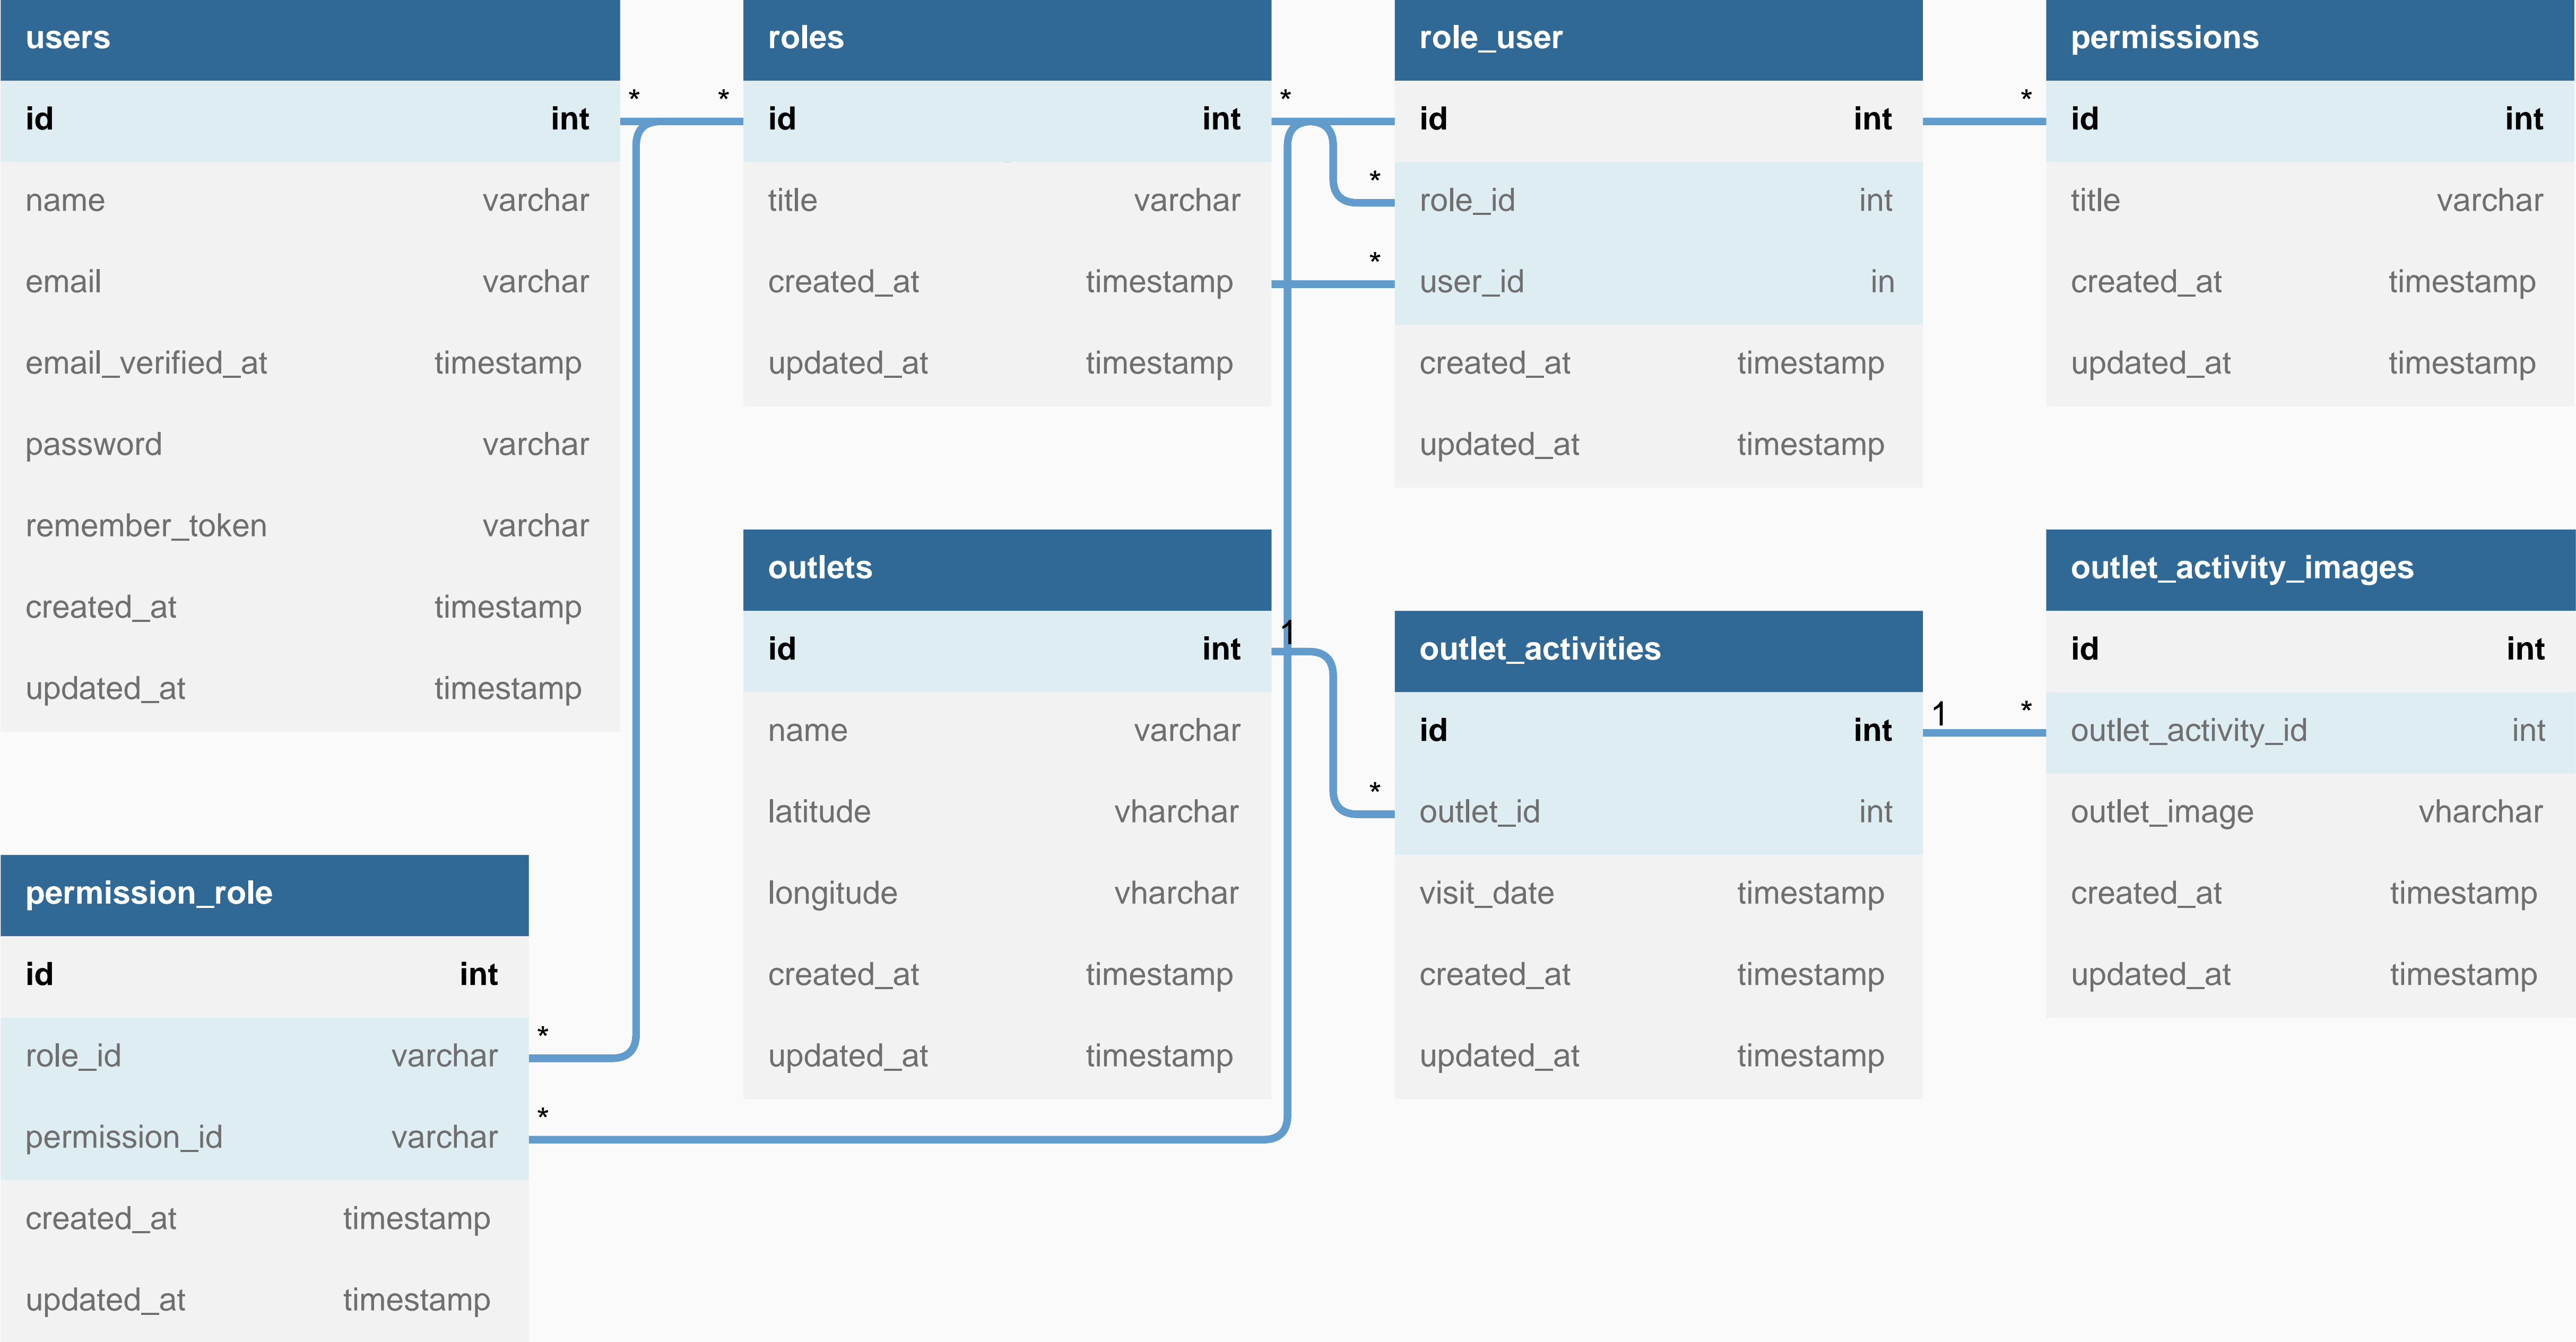 users
id int
name varchar
email varchar
email_verified_at timestamp
password varchar
remember_token varchar
created_at timestamp
updated_at timestamp
* *
roles
id int
title varchar
created_at timestamp
updated_at timestamp
*
*
*
role_user
id int
role_id int
user_id in
created_at timestamp
updated_at timestamp
*
permissions
id int
title varchar
created_at timestamp
updated_at timestamp
outlets
id int
name varchar
latitude vharchar
longitude vharchar
created_at timestamp
updated_at timestamp
1
*
outlet_activities
id int
outlet_id int
visit_date timestamp
created_at timestamp
updated_at timestamp
1 *
outlet_activity_images
id int
outlet_activity_id int
outlet_image vharchar
created_at timestamp
updated_at timestamp
permission_role
id int
role_id varchar *
permission_id varchar *
created_at timestamp
updated_at timestamp